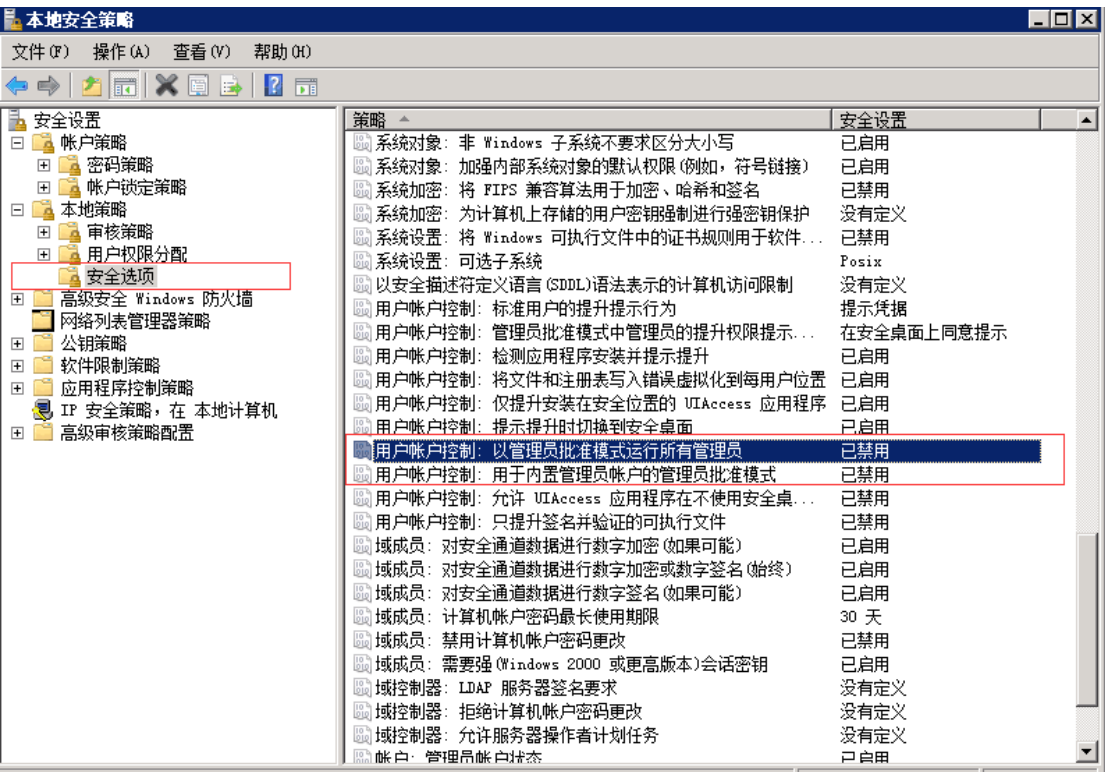 本地安全策略
文件(F) 操作(A) 查看(V) 帮助(H)
安全设置
帐户策略
密码策略
帐户锁定策略
本地策略
审核策略
用户权限分配
安全选项
高级安全 Windows 防火墙
网络列表管理器策略
公钥策略
软件限制策略
应用程序控制策略
IP 安全策略，在 本地计算机
高级审核策略配置
策略 安全设置
系统对象: 非 Windows 子系统不要求区分大小写 已启用
系统对象: 加强内部系统对象的默认权限(例如，符号链接) 已启用
系统加密: 将 FIPS 兼容算法用于加密、哈希和签名 已禁用
系统加密: 为计算机上存储的用户密钥强制进行强密钥保护 没有定义
系统设置: 将 Windows 可执行文件中的证书规则用于软件... 已禁用
系统设置: 可选子系统 Posix
以安全描述符定义语言(SDDL)语法表示的计算机访问限制 没有定义
用户帐户控制: 标准用户的提升提示行为 提示凭据
用户帐户控制: 管理员批准模式中管理员的提升权限提示... 在安全桌面上同意提示
用户帐户控制: 检测应用程序安装并提示提升 已启用
用户帐户控制: 将文件和注册表写入错误虚拟化到每用户位置 已启用
用户帐户控制: 仅提升安装在安全位置的 UIAccess 应用程序 已启用
用户帐户控制: 提示提升时切换到安全桌面 已启用
用户帐户控制: 以管理员批准模式运行所有管理员 已禁用
用户帐户控制: 用于内置管理员帐户的管理员批准模式 已禁用
用户帐户控制: 允许 UIAccess 应用程序在不使用安全桌... 已禁用
用户帐户控制: 只提升签名并验证的可执行文件 已禁用
域成员: 对安全通道数据进行数字加密(如果可能) 已启用
域成员: 对安全通道数据进行数字加密或数字签名(始终) 已启用
域成员: 对安全通道数据进行数字签名(如果可能) 已启用
域成员: 计算机帐户密码最长使用期限 30 天
域成员: 禁用计算机帐户密码更改 已禁用
域成员: 需要强(Windows 2000 或更高版本)会话密钥 已启用
域控制器: LDAP 服务器签名要求 没有定义
域控制器: 拒绝计算机帐户密码更改 没有定义
域控制器: 允许服务器操作者计划任务 没有定义
帐户: 管理员帐户状态 已启用